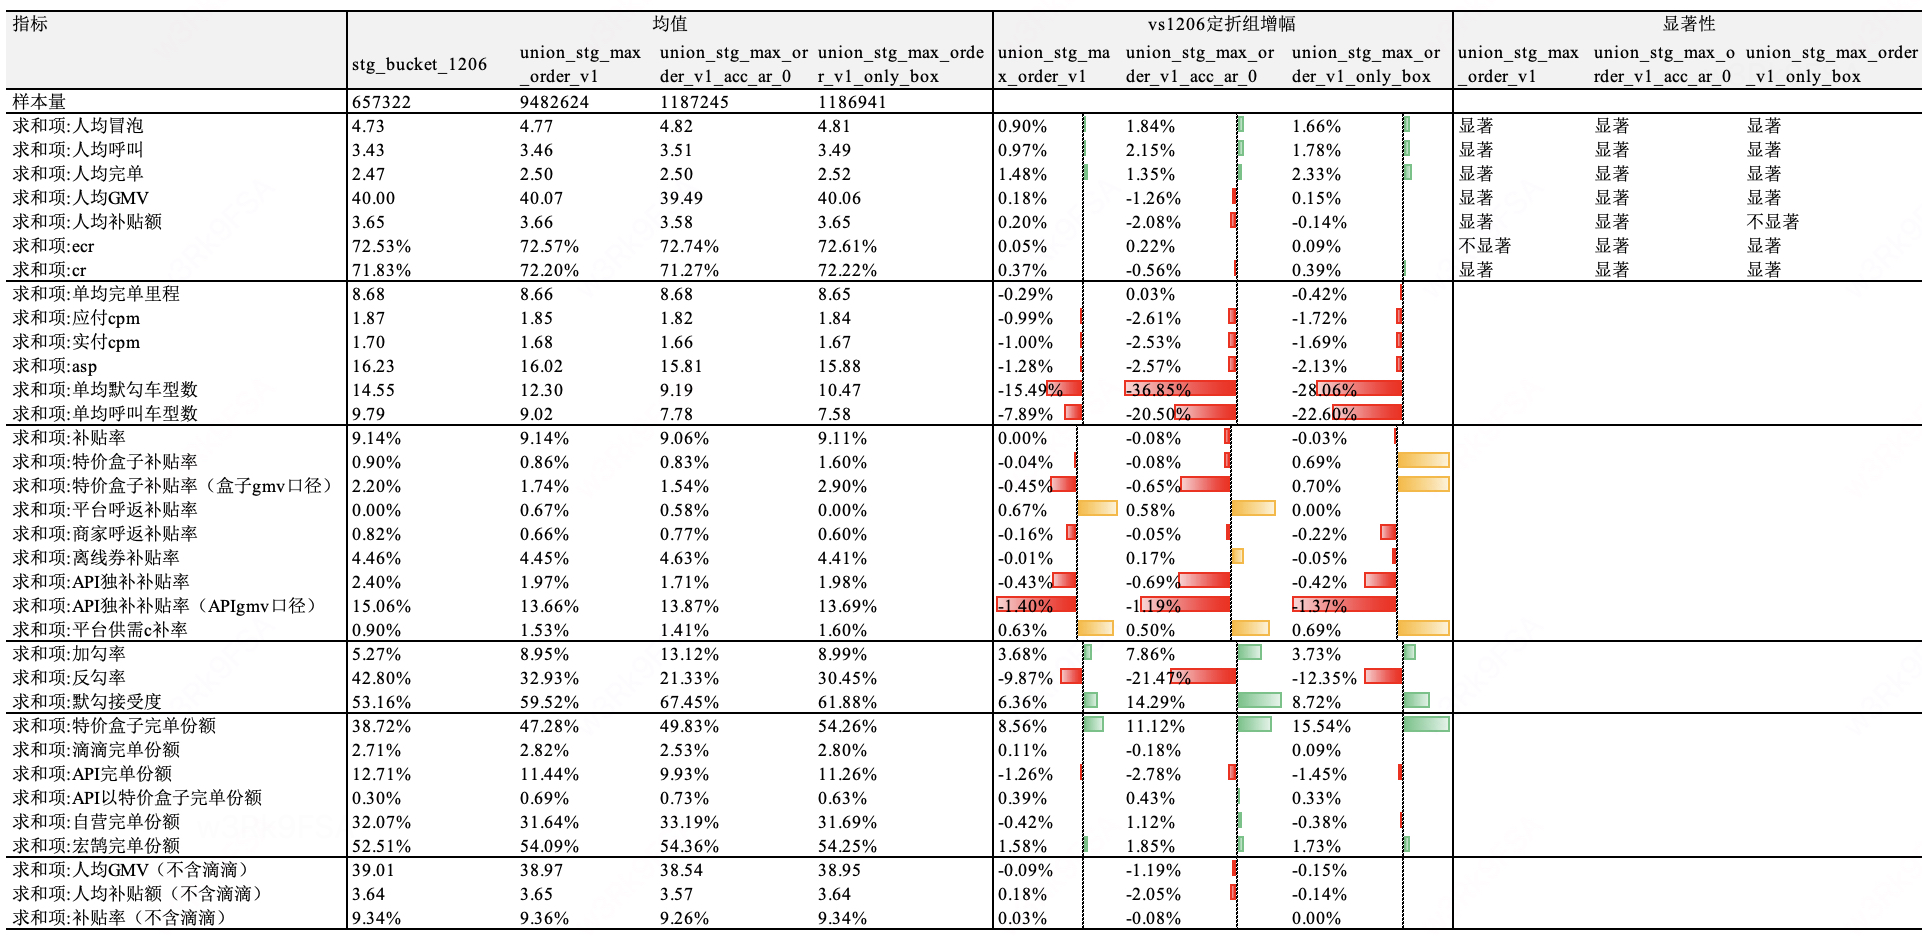 指标 均值 vs1206定折组增幅 显著性
stg_bucket_1206 union_stg_max_order_v1 union_stg_max_order_v1_acc_ar_0 union_stg_max_order_v1_only_box union_stg_max_order_v1 union_stg_max_order_v1_acc_ar_0 union_stg_max_order_v1_only_box union_stg_max_order_v1 union_stg_max_order_v1_acc_ar_0 union_stg_max_order_v1_only_box
样本量 657322 9482624 1187245 1186941
求和项:人均冒泡 4.73 4.77 4.82 4.81 0.90% 1.84% 1.66% 显著 显著 显著
求和项:人均呼叫 3.43 3.46 3.51 3.49 0.97% 2.15% 1.78% 显著 显著 显著
求和项:人均完单 2.47 2.50 2.50 2.52 1.48% 1.35% 2.33% 显著 显著 显著
求和项:人均GMV 40.00 40.07 39.49 40.06 0.18% -1.26% 0.15% 显著 显著 显著
求和项:人均补贴额 3.65 3.66 3.58 3.65 0.20% -2.08% -0.14% 显著 显著 不显著
求和项:ecr 72.53% 72.57% 72.74% 72.61% 0.05% 0.22% 0.09% 不显著 显著 显著
求和项:cr 71.83% 72.20% 71.27% 72.22% 0.37% -0.56% 0.39% 显著 显著 显著
求和项:单均完单里程 8.68 8.66 8.68 8.65 -0.29% 0.03% -0.42%
求和项:应付cpm 1.87 1.85 1.82 1.84 -0.99% -2.61% -1.72%
求和项:实付cpm 1.70 1.68 1.66 1.67 -1.00% -2.53% -1.69%
求和项:asp 16.23 16.02 15.81 15.88 -1.28% -2.57% -2.13%
求和项:单均默勾车型数 14.55 12.30 9.19 10.47 -15.49% -36.85% -28.06%
求和项:单均呼叫车型数 9.79 9.02 7.78 7.58 -7.89% -20.50% -22.60%
求和项:补贴率 9.14% 9.14% 9.06% 9.11% 0.00% -0.08% -0.03%
求和项:特价盒子补贴率 0.90% 0.86% 0.83% 1.60% -0.04% -0.08% 0.69%
求和项:特价盒子补贴率（盒子gmv口径） 2.20% 1.74% 1.54% 2.90% -0.45% -0.65% 0.70%
求和项:平台呼返补贴率 0.00% 0.67% 0.58% 0.00% 0.67% 0.58% 0.00%
求和项:商家呼返补贴率 0.82% 0.66% 0.77% 0.60% -0.16% -0.05% -0.22%
求和项:离线券补贴率 4.46% 4.45% 4.63% 4.41% -0.01% 0.17% -0.05%
求和项:API独补补贴率 2.40% 1.97% 1.71% 1.98% -0.43% -0.69% -0.42%
求和项:API独补补贴率（APIgmv口径） 15.06% 13.66% 13.87% 13.69% -1.40% -1.19% -1.37%
求和项:平台供需c补率 0.90% 1.53% 1.41% 1.60% 0.63% 0.50% 0.69%
求和项:加勾率 5.27% 8.95% 13.12% 8.99% 3.68% 7.86% 3.73%
求和项:反勾率 42.80% 32.93% 21.33% 30.45% -9.87% -21.47% -12.35%
求和项:默勾接受度 53.16% 59.52% 67.45% 61.88% 6.36% 14.29% 8.72%
求和项:特价盒子完单份额 38.72% 47.28% 49.83% 54.26% 8.56% 11.12% 15.54%
求和项:滴滴完单份额 2.71% 2.82% 2.53% 2.80% 0.11% -0.18% 0.09%
求和项:API完单份额 12.71% 11.44% 9.93% 11.26% -1.26% -2.78% -1.45%
求和项:API以特价盒子完单份额 0.30% 0.69% 0.73% 0.63% 0.39% 0.43% 0.33%
求和项:自营完单份额 32.07% 31.64% 33.19% 31.69% -0.42% 1.12% -0.38%
求和项:宏鹄完单份额 52.51% 54.09% 54.36% 54.25% 1.58% 1.85% 1.73%
求和项:人均GMV（不含滴滴） 39.01 38.97 38.54 38.95 -0.09% -1.19% -0.15%
求和项:人均补贴额（不含滴滴） 3.64 3.65 3.57 3.64 0.18% -2.05% -0.14%
求和项:补贴率（不含滴滴） 9.34% 9.36% 9.26% 9.34% 0.03% -0.08% 0.00%